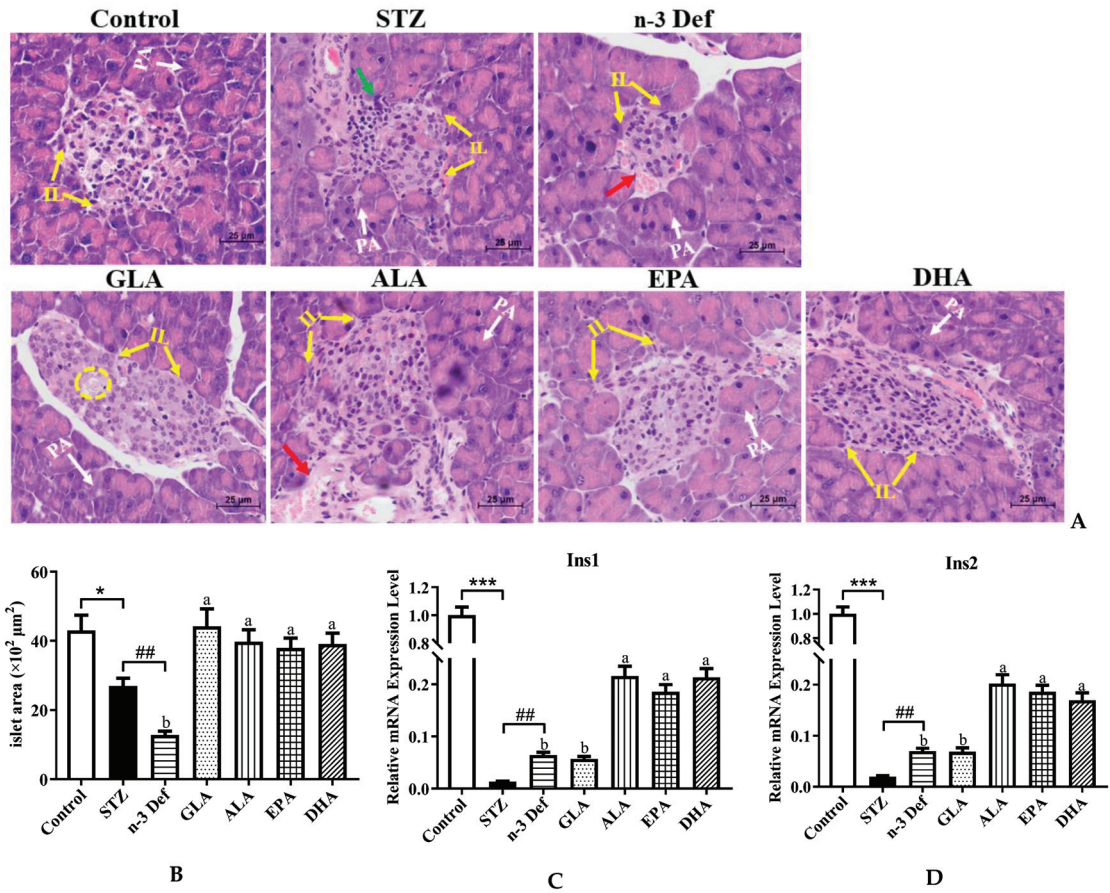 Control STZ n-3 Def
PA
IL
25 μm
IL
PA
25 μm
IL
PA
25 μm
GLA ALA EPA DHA
IL
PA
25 μm
IL
PA
25 μm
IL
PA
25 μm
PA
IL
25 μm
A
islet area (×10² μm²)
60
40
20
0
*
##
b
a
a
a
a
Control
STZ
n-3 Def
GLA
ALA
EPA
DHA
B
Ins1
Relative mRNA Expression Level
1.2
1.0
0.8
0.2
0.1
0.0
***
##
b
b
a
a
a
Control
STZ
n-3 Def
GLA
ALA
EPA
DHA
C
Ins2
Relative mRNA Expression Level
1.2
1.0
0.8
0.2
0.1
0.0
***
##
b
b
a
a
a
Control
STZ
n-3 Def
GLA
ALA
EPA
DHA
D